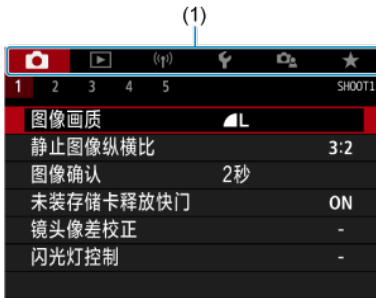 (1)
1 2 3 4 5 SHOOT1
图像画质 L
静止图像纵横比 3:2
图像确认 2秒
未装存储卡释放快门 ON
镜头像差校正 -
闪光灯控制 -